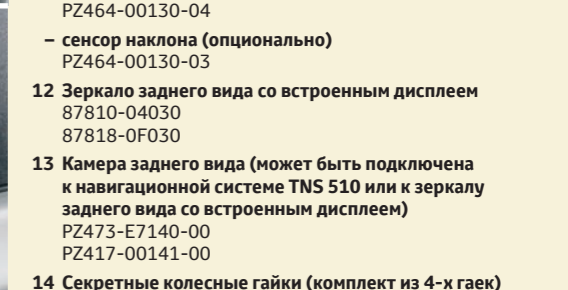 PZ464-00130-04
– сенсор наклона (опционально)
PZ464-00130-03
12 Зеркало заднего вида со встроенным дисплеем
87810-04030
87818-0F030
13 Камера заднего вида (может быть подключена
к навигационной системе TNS 510 или к зеркалу
заднего вида со встроенным дисплеем)
PZ473-E7140-00
PZ417-00141-00
14 Секретные колесные гайки (комплект из 4-х гаек)